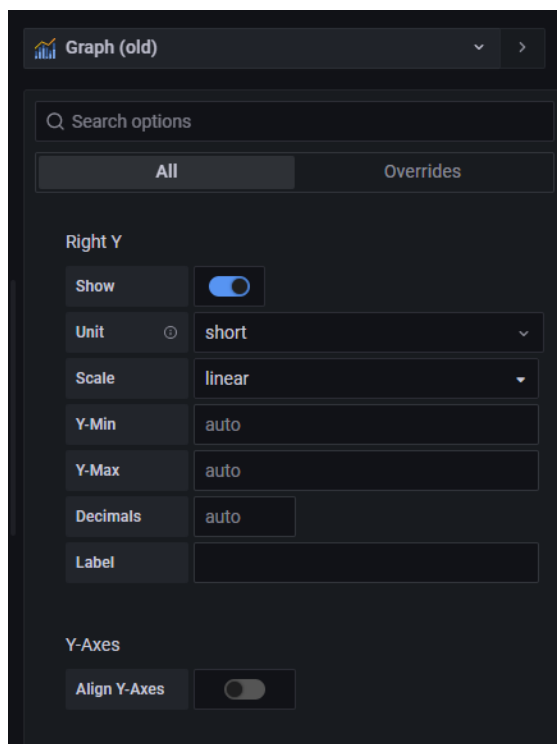 Graph (old)
Search options
All Overrides
Right Y
Show
Unit short
Scale linear
Y-Min auto
Y-Max auto
Decimals auto
Label
Y-Axes
Align Y-Axes